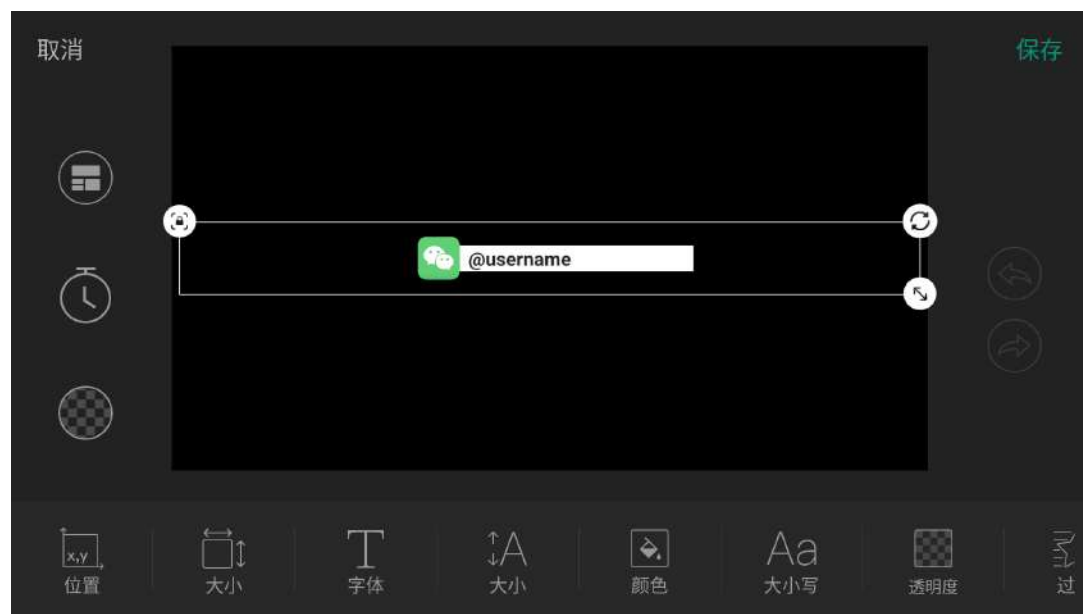 取消
保存
@username
x,y
位置
大小
T
字体
A
大小
颜色
Aa
大小写
透明度
过